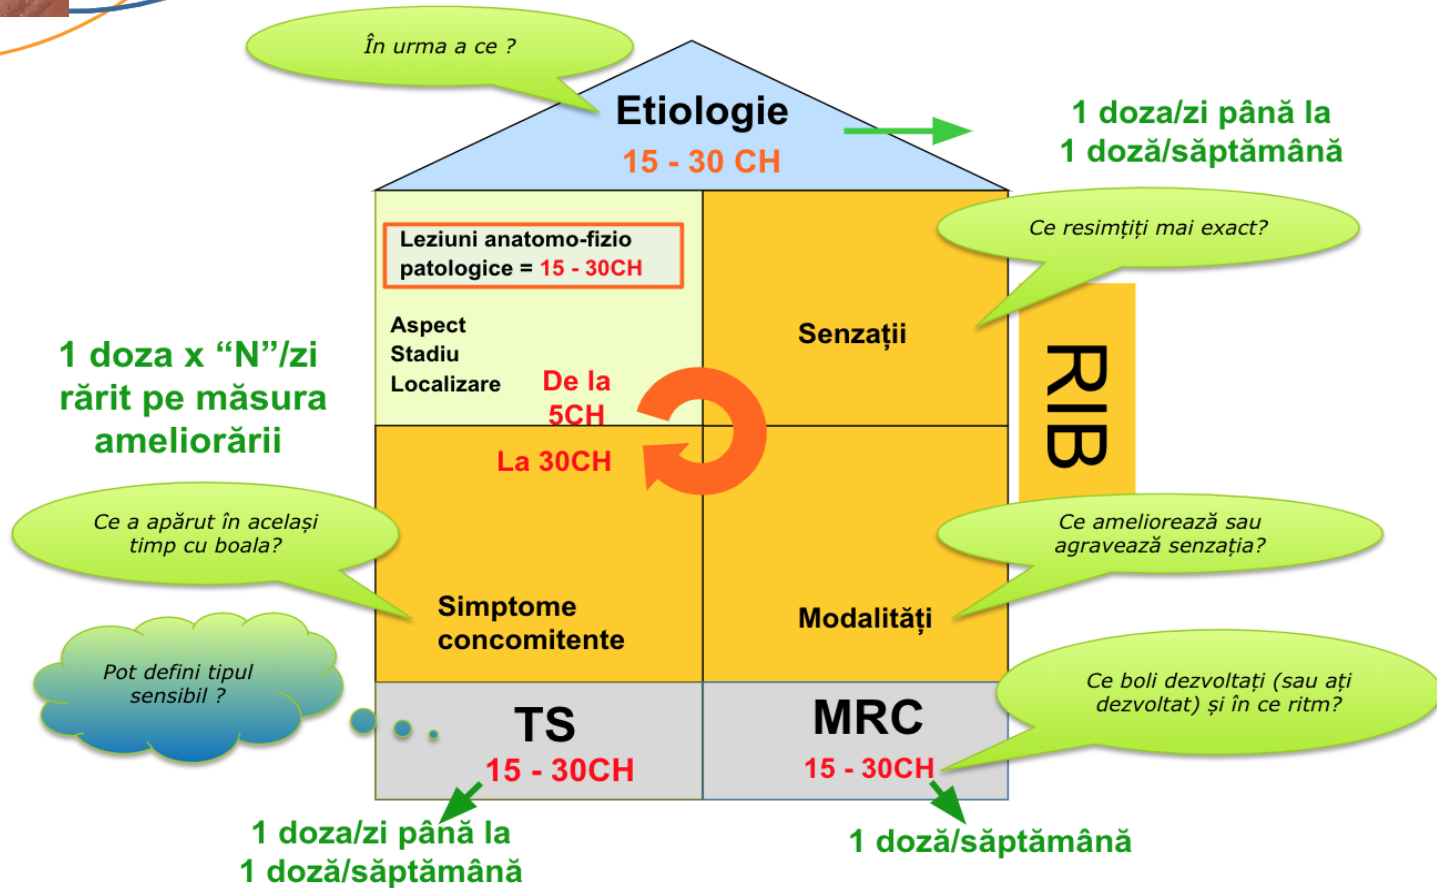 În urma a ce ?
Etiologie
15 - 30 CH
1 doza/zi până la
1 doză/săptămână
Leziuni anatomo-fizio
patologice = 15 - 30CH
Ce resimțiți mai exact?
Aspect
Stadiu
Localizare
De la
5CH
La 30CH
Senzații
RIB
1 doza x “N”/zi
rărit pe măsura
ameliorării
Ce a apărut în același
timp cu boala?
Ce ameliorează sau
agravează senzația?
Simptome
concomitente
Modalități
Pot defini tipul
sensibil ?
Ce boli dezvoltați (sau ați
dezvoltat) și în ce ritm?
TS
15 - 30CH
MRC
15 - 30CH
1 doza/zi până la
1 doză/săptămână
1 doză/săptămână